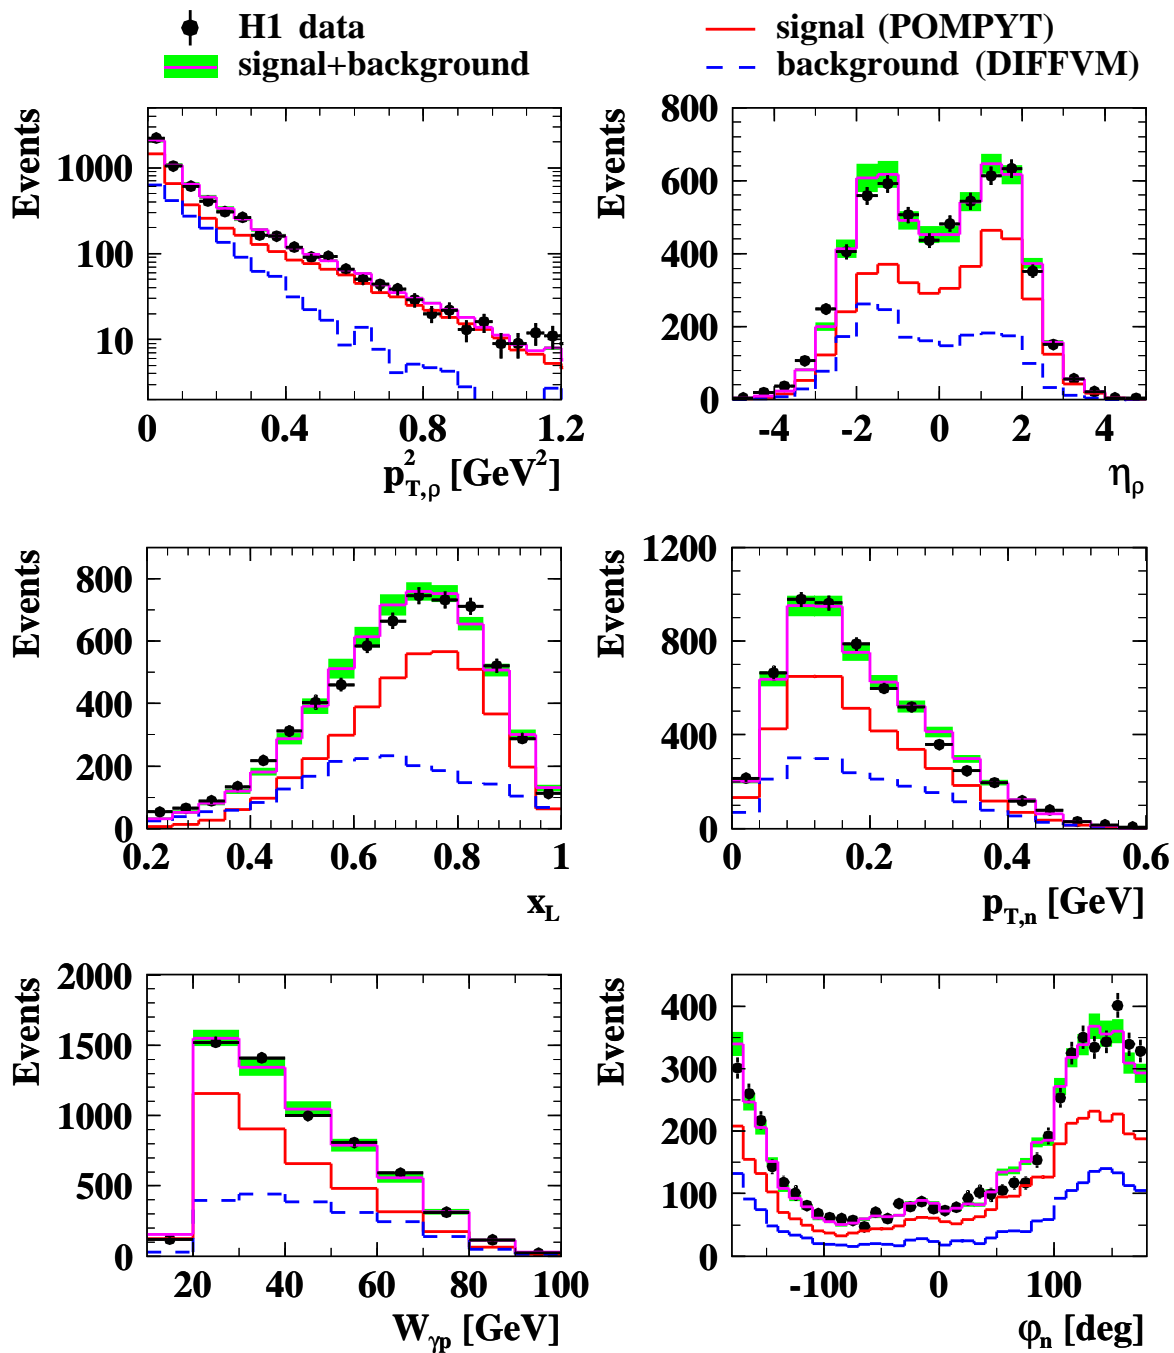 H1 data
signal+background
signal (POMPYT)
background (DIFFVM)
Events
1000
100
10
0 0.4 0.8 1.2
p²T,ρ [GeV²]
Events
800
600
400
200
0
-4 -2 0 2 4
ηρ
Events
800
600
400
200
0
0.2 0.4 0.6 0.8 1
xL
Events
1200
800
400
0
0 0.2 0.4 0.6
pT,n [GeV]
Events
2000
1500
1000
500
0
20 40 60 80 100
Wγp [GeV]
Events
400
300
200
100
0
-100 0 100
φn [deg]